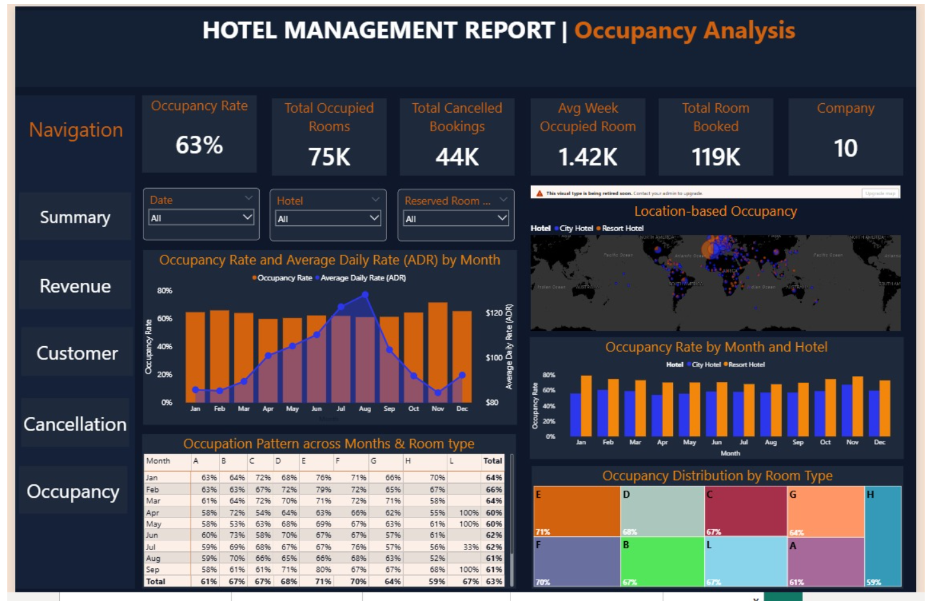 HOTEL MANAGEMENT REPORT | Occupancy Analysis
Navigation
Summary
Revenue
Customer
Cancellation
Occupancy
Occupancy Rate
63%
Total Occupied
Rooms
75K
Total Cancelled
Bookings
44K
Avg Week
Occupied Room
1.42K
Total Room
Booked
119K
Company
10
Date
All
Hotel
All
Reserved Room ...
All
This visual type is being retired soon. Contact your admin to upgrade.
Location-based Occupancy
Hotel City Hotel Resort Hotel
Occupancy Rate and Average Daily Rate (ADR) by Month
Occupancy Rate Average Daily Rate (ADR)
80%
60%
40%
20%
0%
Occupancy Rate
$120
$100
$80
Average Daily Rate (ADR)
Jan Feb Mar Apr May Jun Jul Aug Sep Oct Nov Dec
Occupancy Rate by Month and Hotel
Hotel City Hotel Resort Hotel
80%
60%
40%
20%
0%
Occupancy Rate
Jan Feb Mar Apr May Jun Jul Aug Sep Oct Nov Dec
Month
Occupation Pattern across Months & Room type
Month A B C D E F G H L Total
Jan 63% 64% 72% 68% 76% 71% 66% 70% 64%
Feb 63% 63% 67% 72% 79% 72% 65% 67% 66%
Mar 61% 64% 72% 70% 71% 72% 71% 58% 64%
Apr 58% 72% 54% 64% 63% 66% 62% 55% 100% 60%
May 58% 53% 63% 68% 69% 67% 63% 61% 100% 60%
Jun 60% 73% 58% 70% 67% 67% 57% 61% 62%
Jul 59% 69% 68% 67% 67% 76% 57% 56% 33% 62%
Aug 59% 70% 66% 65% 66% 68% 63% 52% 61%
Sep 58% 61% 61% 71% 80% 67% 67% 68% 100% 61%
Total 61% 67% 67% 68% 71% 70% 64% 59% 67% 63%
Occupancy Distribution by Room Type
E
71%
D
68%
C
67%
G
64%
H
59%
F
70%
B
67%
L
67%
A
61%